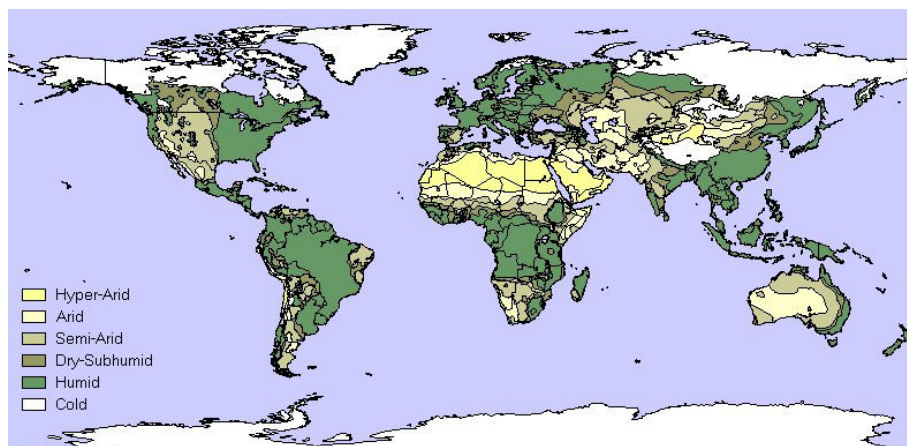 Hyper-Arid
Arid
Semi-Arid
Dry-Subhumid
Humid
Cold